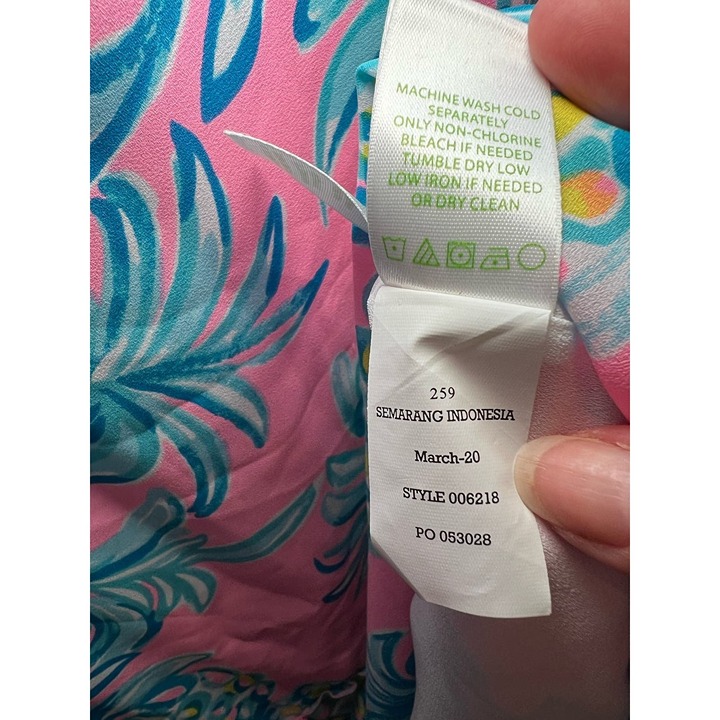 MACHINE WASH COLD
SEPARATELY
ONLY NON-CHLORINE
BLEACH IF NEEDED
TUMBLE DRY LOW
LOW IRON IF NEEDED
OR DRY CLEAN
259
SEMARANG INDONESIA
March-20
STYLE 006218
PO 053028